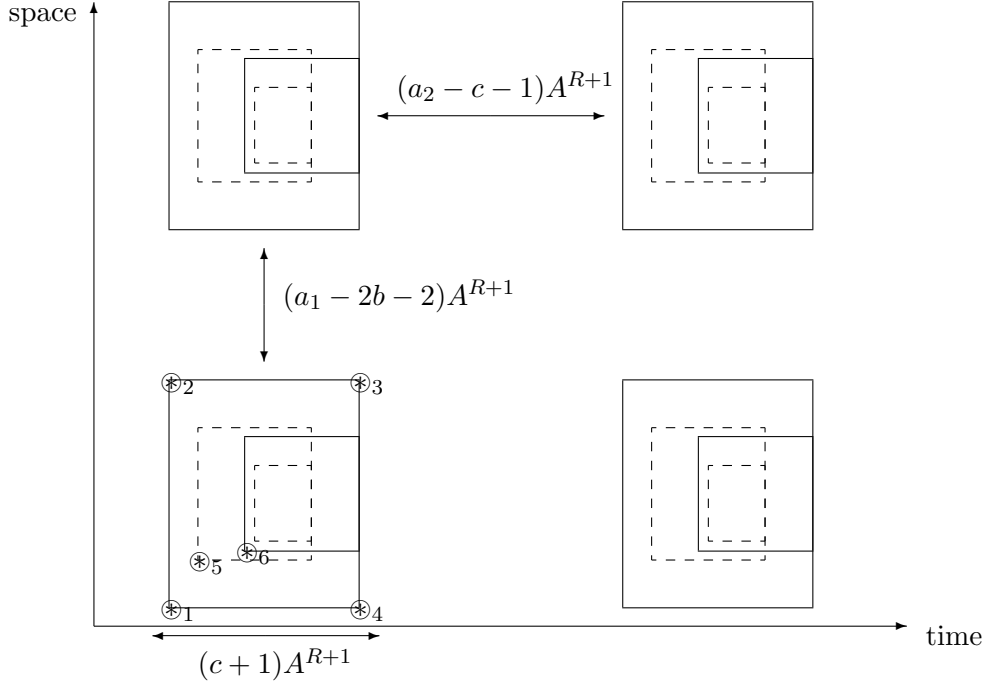 space
$(a_2 - c - 1)A^{R+1}$
$(a_1 - 2b - 2)A^{R+1}$
⊛2 ⊛3
⊛5 ⊛6
⊛1 ⊛4
time
$(c + 1)A^{R+1}$